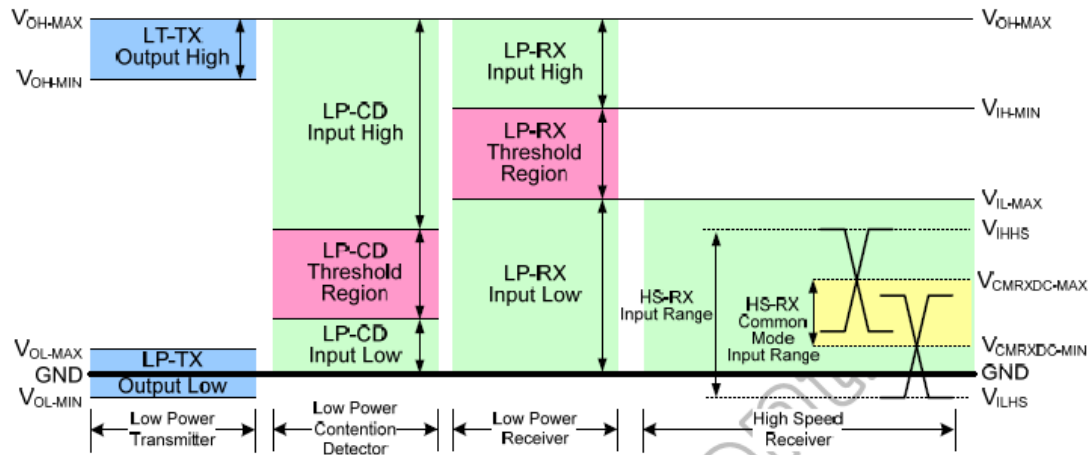 VOH-MAX
VOH-MIN
VOL-MAX
GND
VOL-MIN
LT-TX
Output High
LP-TX
Output Low
LP-CD
Input High
LP-CD
Threshold
Region
LP-CD
Input Low
LP-RX
Input High
LP-RX
Threshold
Region
LP-RX
Input Low
HS-RX
Input Range
HS-RX
Common
Mode
Input Range
VOH-MAX
VIH-MIN
VIL-MAX
VIHHS
VCMRXDC-MAX
VCMRXDC-MIN
GND
VILHS
Low Power
Transmitter
Low Power
Contention
Detector
Low Power
Receiver
High Speed
Receiver